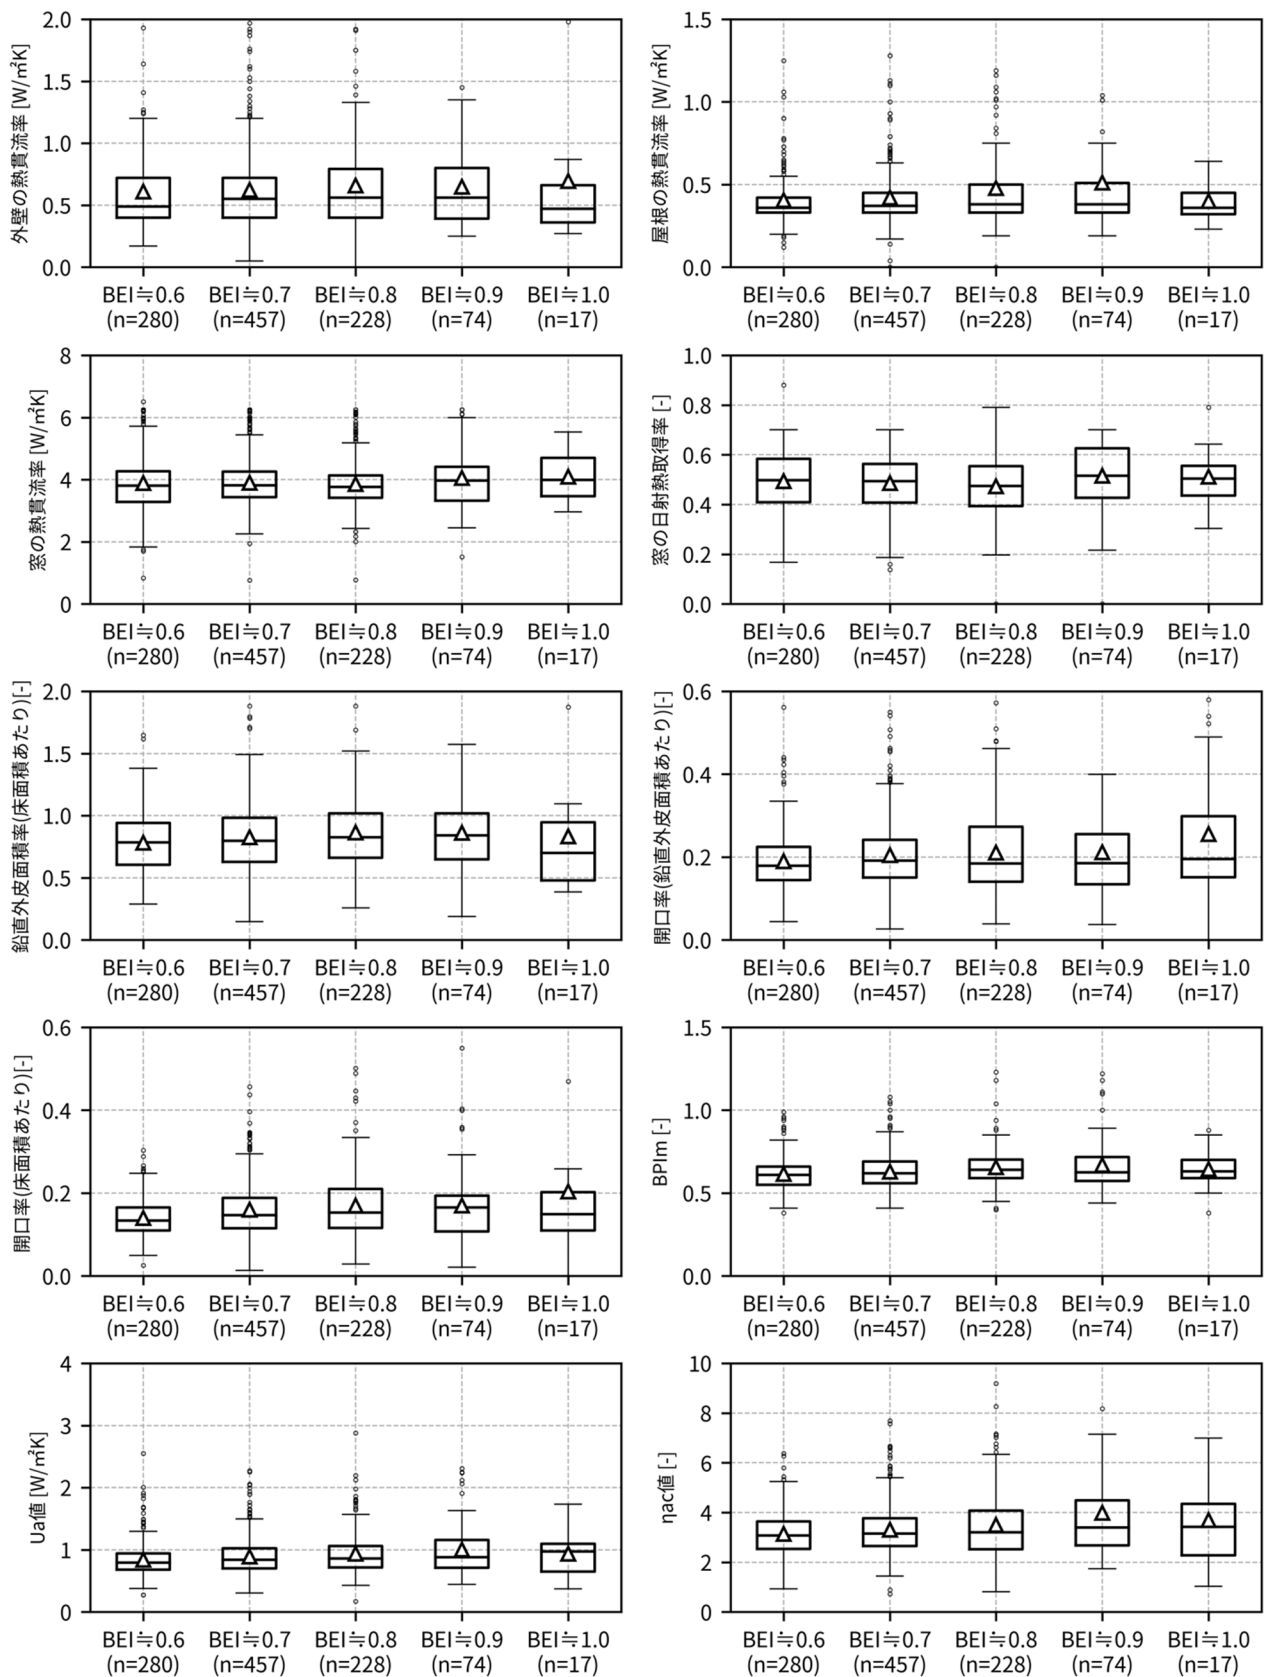 外壁の熱貫流率 [W/㎡K]
2.0
1.5
1.0
0.5
0.0
BEI≒0.6 BEI≒0.7 BEI≒0.8 BEI≒0.9 BEI≒1.0
(n=280) (n=457) (n=228) (n=74) (n=17)
屋根の熱貫流率 [W/㎡K]
1.5
1.0
0.5
0.0
BEI≒0.6 BEI≒0.7 BEI≒0.8 BEI≒0.9 BEI≒1.0
(n=280) (n=457) (n=228) (n=74) (n=17)
窓の熱貫流率 [W/㎡K]
8
6
4
2
0
BEI≒0.6 BEI≒0.7 BEI≒0.8 BEI≒0.9 BEI≒1.0
(n=280) (n=457) (n=228) (n=74) (n=17)
窓の日射熱取得率 [-]
1.0
0.8
0.6
0.4
0.2
0.0
BEI≒0.6 BEI≒0.7 BEI≒0.8 BEI≒0.9 BEI≒1.0
(n=280) (n=457) (n=228) (n=74) (n=17)
鉛直外皮面積率(床面積あたり)[-]
2.0
1.5
1.0
0.5
0.0
BEI≒0.6 BEI≒0.7 BEI≒0.8 BEI≒0.9 BEI≒1.0
(n=280) (n=457) (n=228) (n=74) (n=17)
開口率(鉛直外皮面積あたり)[-]
0.6
0.4
0.2
0.0
BEI≒0.6 BEI≒0.7 BEI≒0.8 BEI≒0.9 BEI≒1.0
(n=280) (n=457) (n=228) (n=74) (n=17)
開口率(床面積あたり)[-]
0.6
0.4
0.2
0.0
BEI≒0.6 BEI≒0.7 BEI≒0.8 BEI≒0.9 BEI≒1.0
(n=280) (n=457) (n=228) (n=74) (n=17)
BPIm [-]
1.5
1.0
0.5
0.0
BEI≒0.6 BEI≒0.7 BEI≒0.8 BEI≒0.9 BEI≒1.0
(n=280) (n=457) (n=228) (n=74) (n=17)
Ua値 [W/㎡K]
4
3
2
1
0
BEI≒0.6 BEI≒0.7 BEI≒0.8 BEI≒0.9 BEI≒1.0
(n=280) (n=457) (n=228) (n=74) (n=17)
ηac値 [-]
10
8
6
4
2
0
BEI≒0.6 BEI≒0.7 BEI≒0.8 BEI≒0.9 BEI≒1.0
(n=280) (n=457) (n=228) (n=74) (n=17)